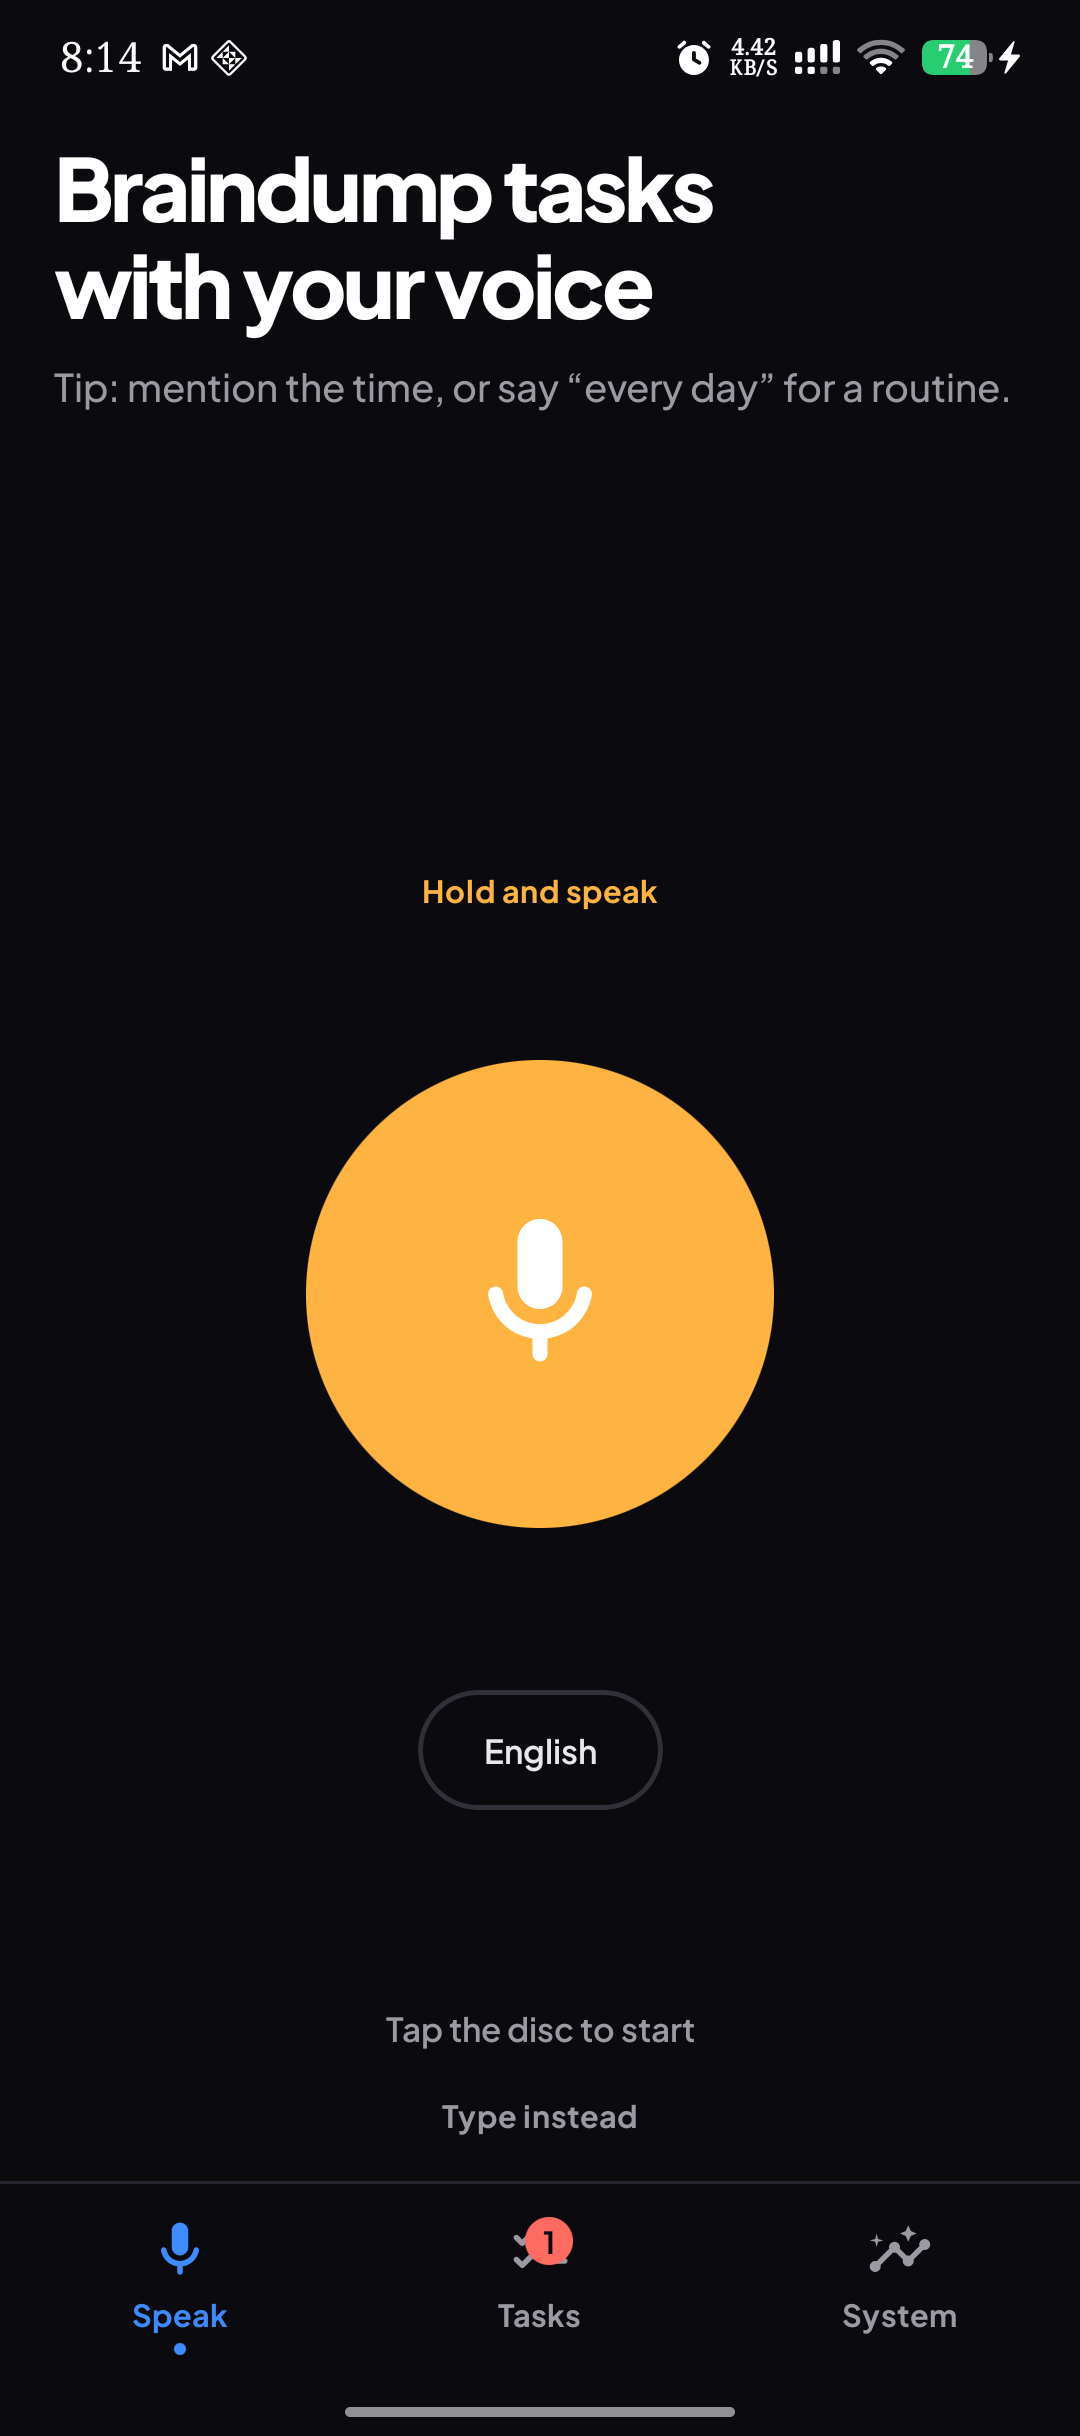 8:14
4.42
KB/S
74
Braindump tasks
with your voice
Tip: mention the time, or say “every day” for a routine.
Hold and speak
English
Tap the disc to start
Type instead
1
Speak
Tasks
System